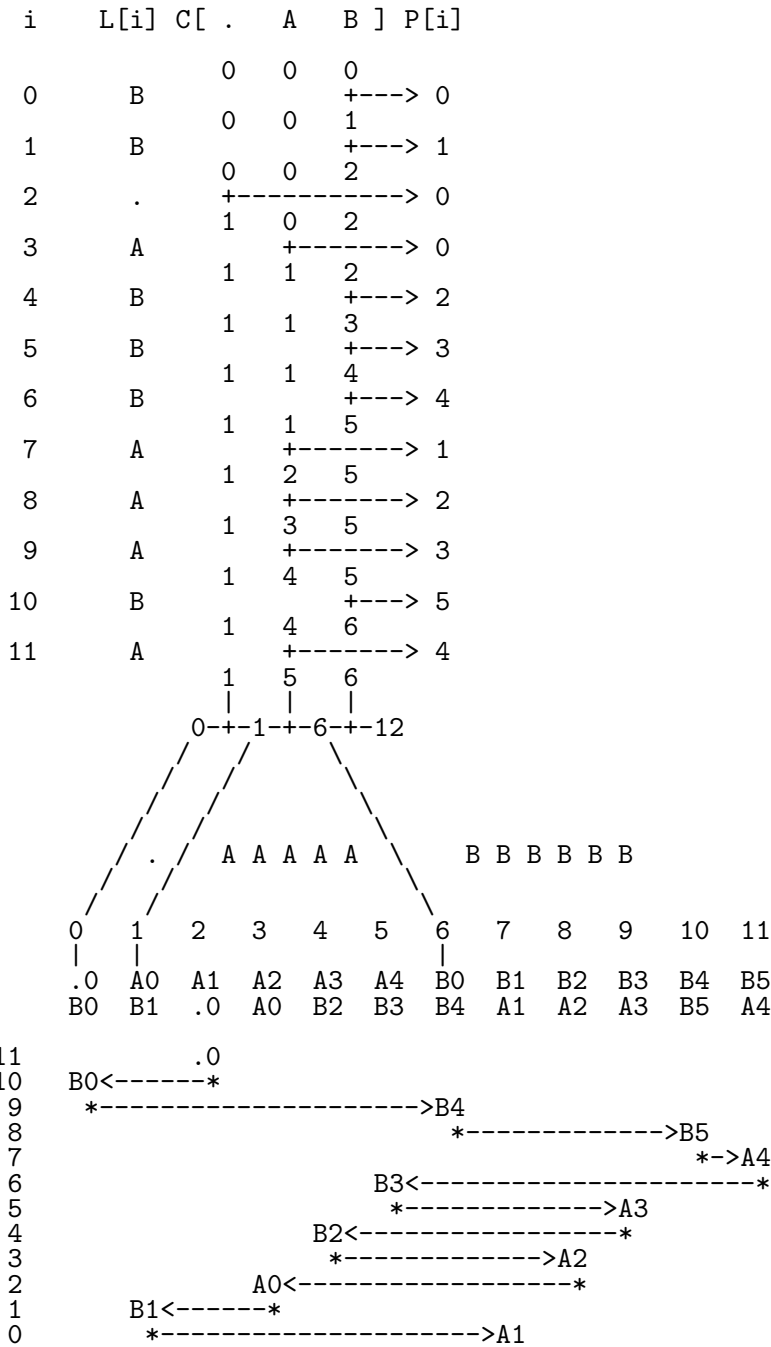 i L[i] C[ . A B ] P[i]
0 0 0
0 B +---> 0
0 0 1
1 B +---> 1
0 0 2
2 . +------------> 0
1 0 2
3 A +-------> 0
1 1 2
4 B +---> 2
1 1 3
5 B +---> 3
1 1 4
6 B +---> 4
1 1 5
7 A +-------> 1
1 2 5
8 A +-------> 2
1 3 5
9 A +-------> 3
1 4 5
10 B +---> 5
1 4 6
11 A +-------> 4
1 5 6
| | |
0-+-1-+-6-+-12
. A A A A A B B B B B B
0 1 2 3 4 5 6 7 8 9 10 11
| | |
.0 A0 A1 A2 A3 A4 B0 B1 B2 B3 B4 B5
B0 B1 .0 A0 B2 B3 B4 A1 A2 A3 B5 A4
11 .0
10 B0<------*
9 *--------------------->B4
8 *------------->B5
7 *->A4
6 B3<----------------------*
5 *------------->A3
4 B2<-----------------*
3 *-------------->A2
2 A0<------------------*
1 B1<------*
0 *--------------------->A1